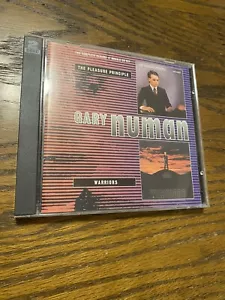 THE PLEASURE PRINCIPLE
GARY NUMAN
WARRIORS